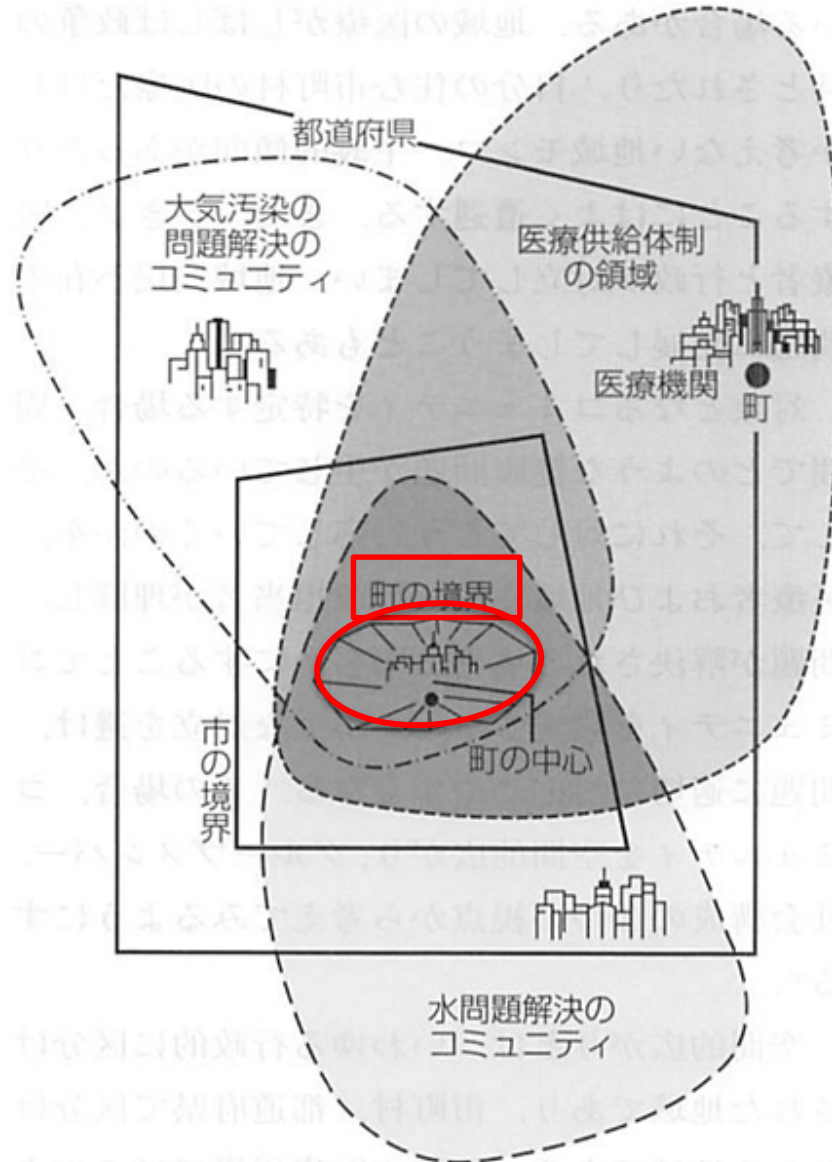 都道府県
大気汚染の
問題解決の
コミュニティ
医療供給体制
の領域
医療機関
町
町の境界
町の中心
市の境界
水問題解決の
コミュニティ